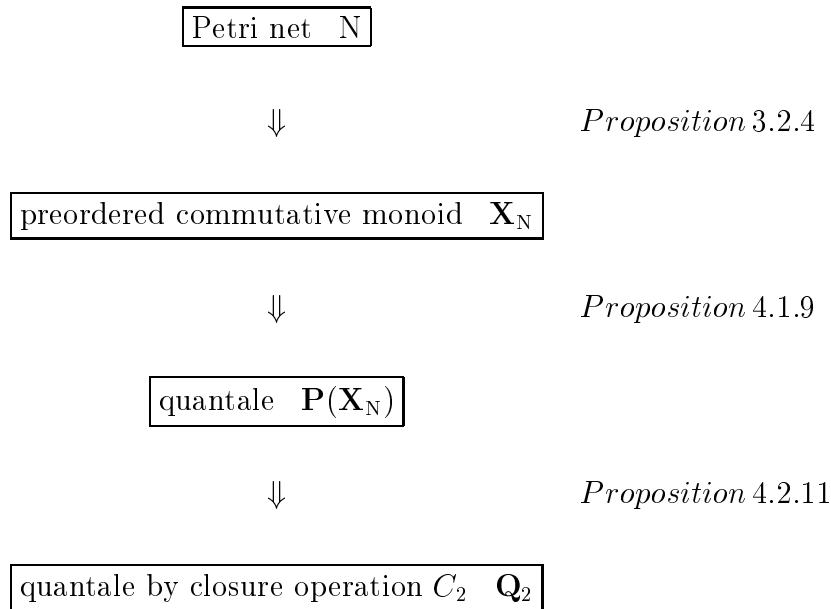 Petri net N
⇓ Proposition 3.2.4
preordered commutative monoid X_N
⇓ Proposition 4.1.9
quantale P(X_N)
⇓ Proposition 4.2.11
quantale by closure operation C_2 Q_2